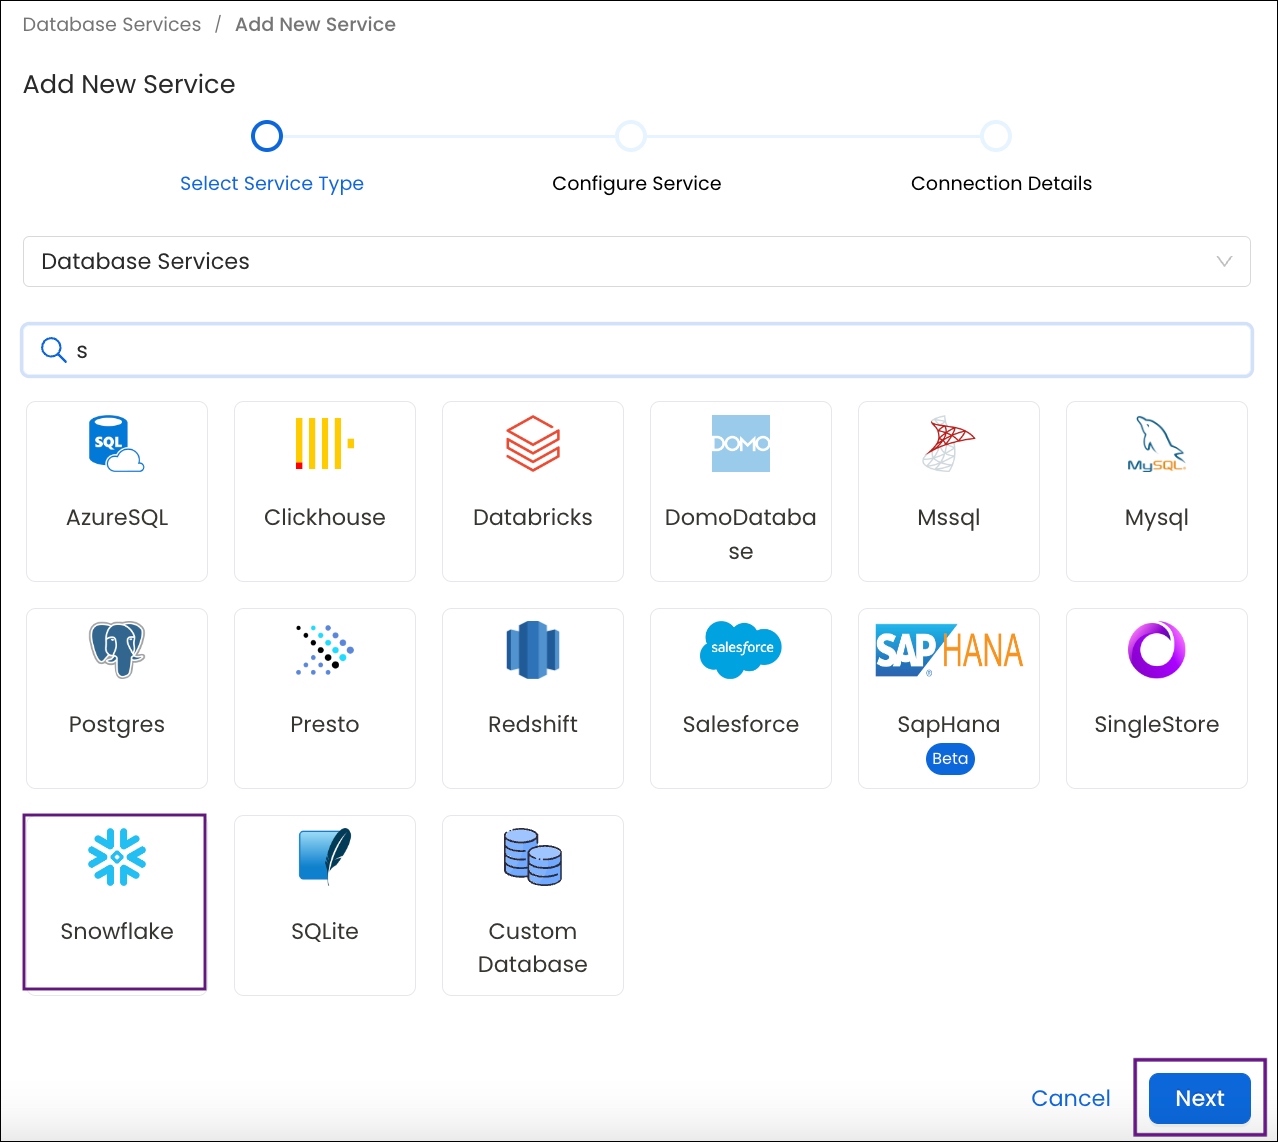 Database Services / Add New Service
Add New Service
Select Service Type
Configure Service
Connection Details
Database Services
s
SQL
DOMO
MySQL
AzureSQL
Clickhouse
Databricks
DomoDataba
se
Mssql
Mysql
salesforce
SAP HANA
Postgres
Presto
Redshift
Salesforce
SapHana
SingleStore
Beta
Snowflake
SQLite
Custom
Database
Cancel
Next